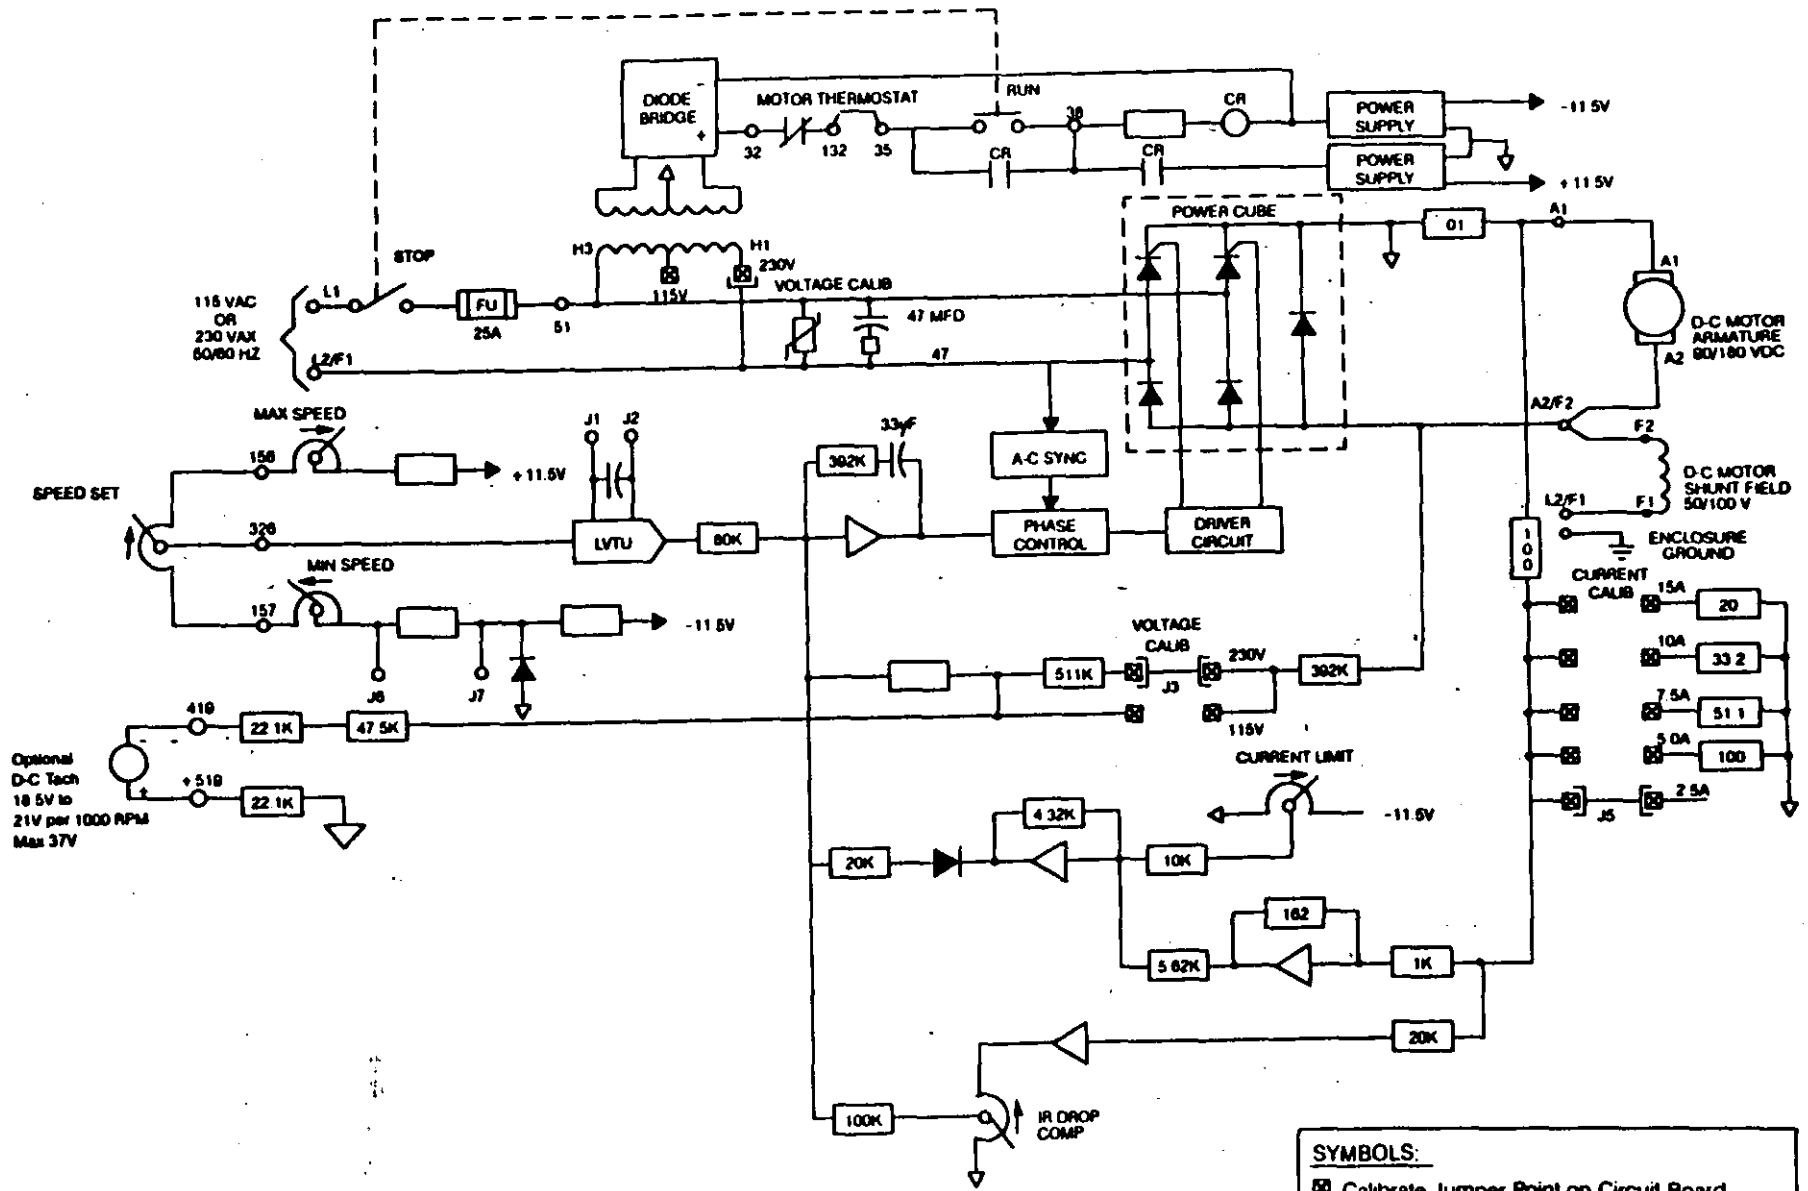 DIODE
BRIDGE
-
+
MOTOR THERMOSTAT
32
132
35
RUN
38
CR
CR
CR
POWER
SUPPLY
-11 5V
POWER
SUPPLY
+11 5V
STOP
H3
H1
115V
230V
VOLTAGE CALIB
47 MFD
POWER CUBE
01
A1
A1
D-C MOTOR
ARMATURE
90/180 VDC
A2
115 VAC
OR
230 VAX
50/60 HZ
L1
FU
25A
51
L2/F1
47
A2/F2
F2
D-C MOTOR
SHUNT FIELD
50/100 V
L2/F1
F1
ENCLOSURE
GROUND
MAX SPEED
156
+11.5V
SPEED SET
326
J1
J2
LVTU
60K
392K
33µF
A-C SYNC
PHASE
CONTROL
DRIVER
CIRCUIT
MIN SPEED
157
-11 5V
J6
J7
100
CURRENT
CALIB
15A
20
10A
33 2
7.5A
51 1
5 0A
100
2 5A
J5
VOLTAGE
CALIB
511K
J3
230V
115V
392K
419
22 1K
47 5K
Optional
D-C Tach
18 5V to
21V per 1000 RPM
Max 37V
-
+
+519
22 1K
CURRENT LIMIT
-11.5V
4 32K
20K
10K
162
5 62K
1K
20K
100K
IR DROP
COMP
SYMBOLS:
Calibrate Jumper Point on Circuit Board